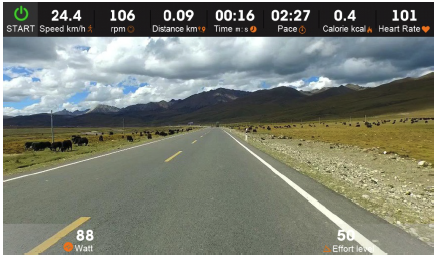 24.4 106 0.09 00:16 02:27 0.4 101
START Speed km/h rpm Distance km Time m:s Pace Calorie kcal Heart Rate
88 50
Watt Effort level